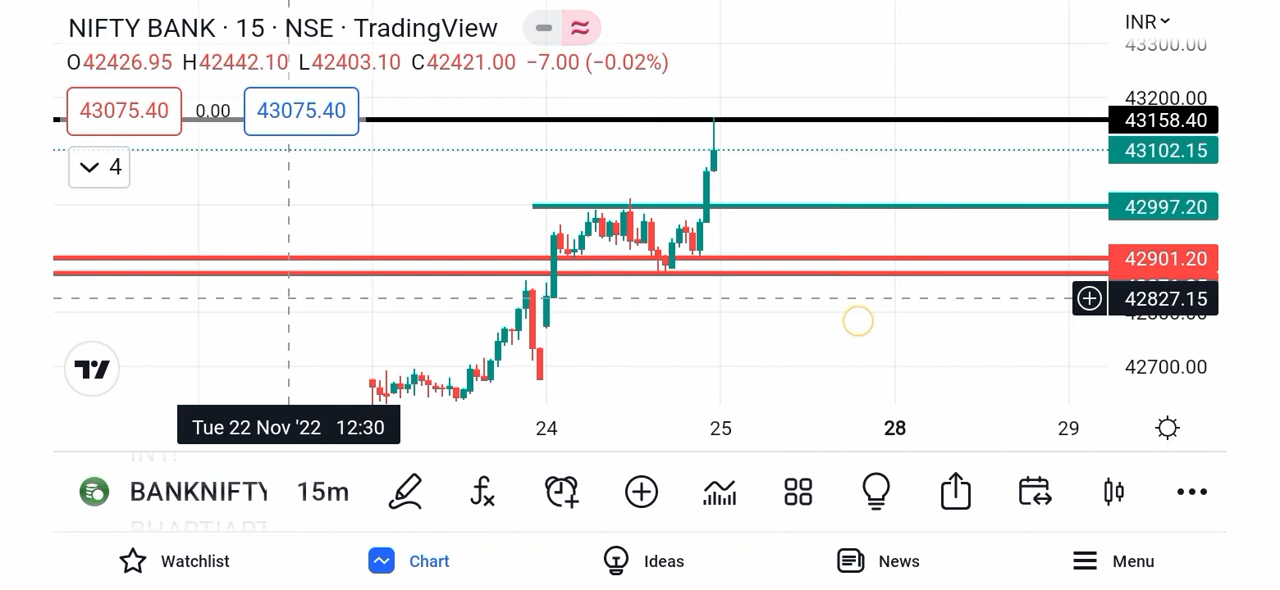 NIFTY BANK · 15 · NSE · TradingView
INR
43300.00
O42426.95 H42442.10 L42403.10 C42421.00 −7.00 (−0.02%)
43075.40 0.00 43075.40
43200.00
43158.40
43102.15
4
42997.20
42901.20
42827.15
42700.00
Tue 22 Nov '22 12:30
24 25 28 29
BANKNIFTY 15m
Watchlist Chart Ideas News Menu